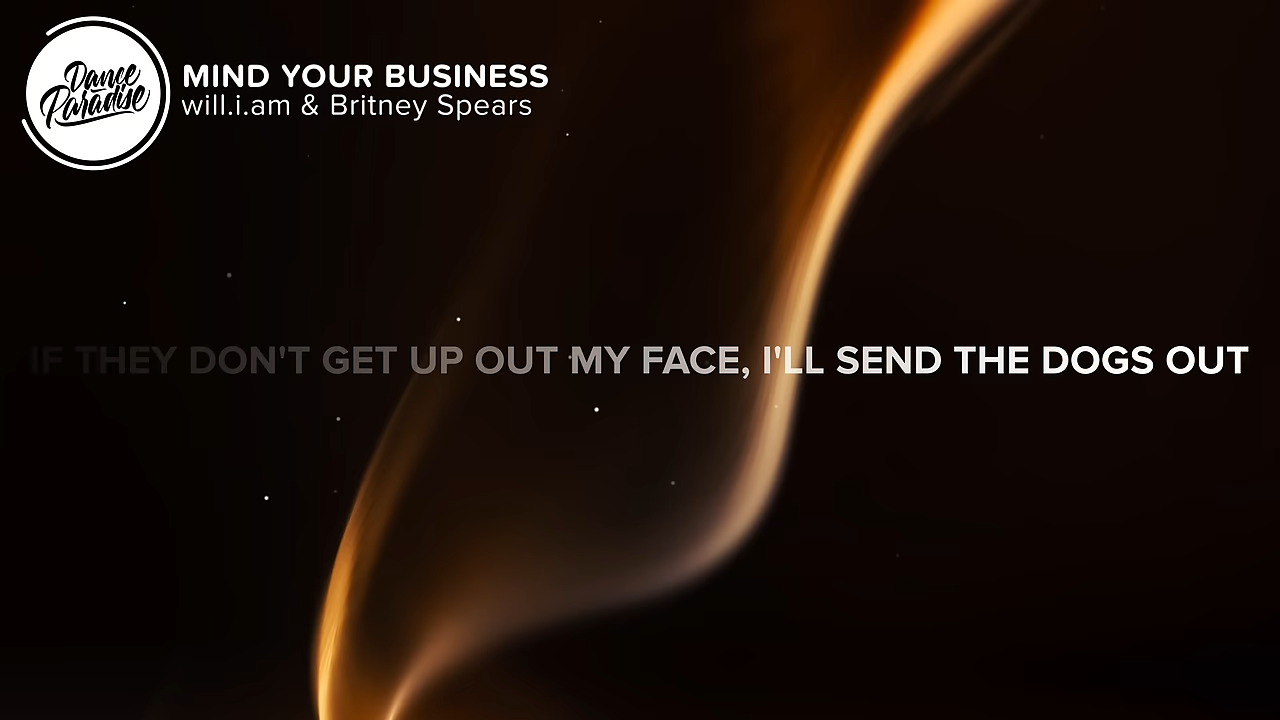 Dance
Paradise
MIND YOUR BUSINESS
will.i.am & Britney Spears
IF THEY DON'T GET UP OUT MY FACE, I'LL SEND THE DOGS OUT